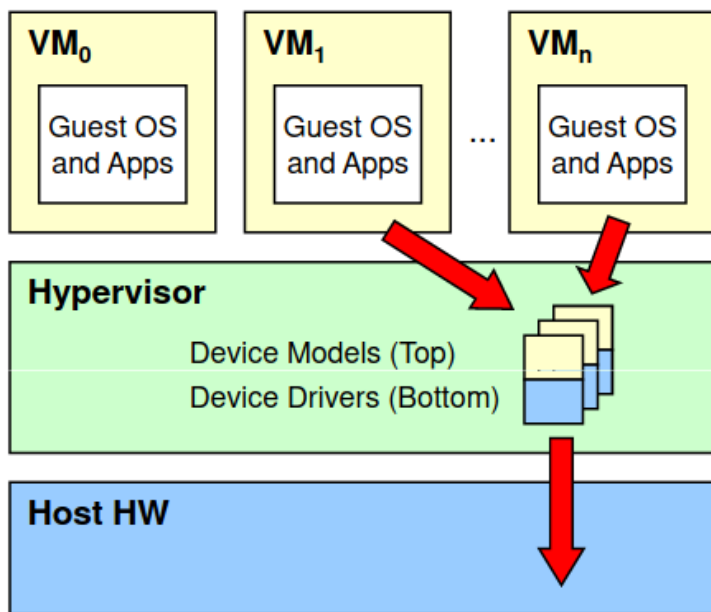 VM₀
Guest OS
and Apps
VM₁
Guest OS
and Apps
...
VMₙ
Guest OS
and Apps
Hypervisor
Device Models (Top)
Device Drivers (Bottom)
Host HW